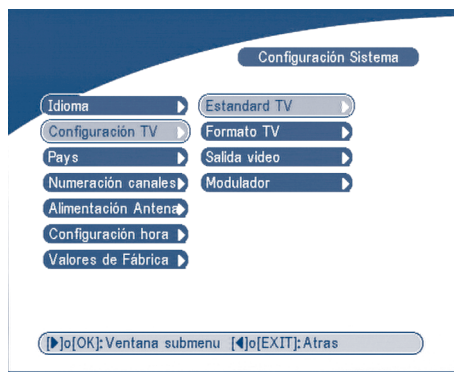 Configuración Sistema
Idioma
Configuración TV
Pays
Numeración canales
Alimentación Antena
Configuración hora
Valores de Fábrica
Estandard TV
Formato TV
Salida video
Modulador
[▶]o[OK]:Ventana submenu [◀]o[EXIT]:Atras